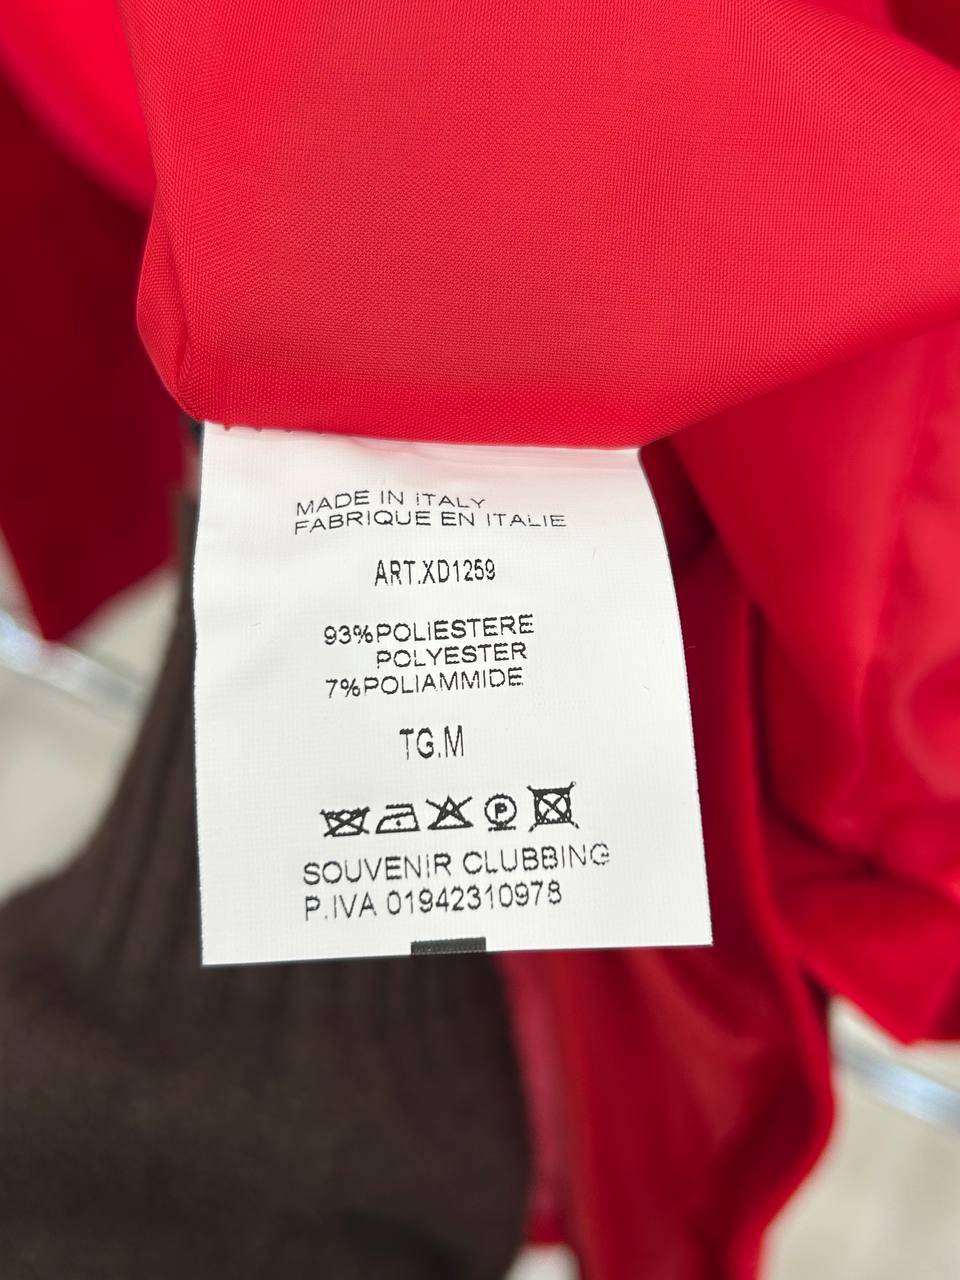 MADE IN ITALY
FABRIQUE EN ITALIE
ART.XD1259
93%POLIESTERE
POLYESTER
7%POLIAMMIDE
TG.M
P
SOUVENIR CLUBBING
P.IVA 01942310978